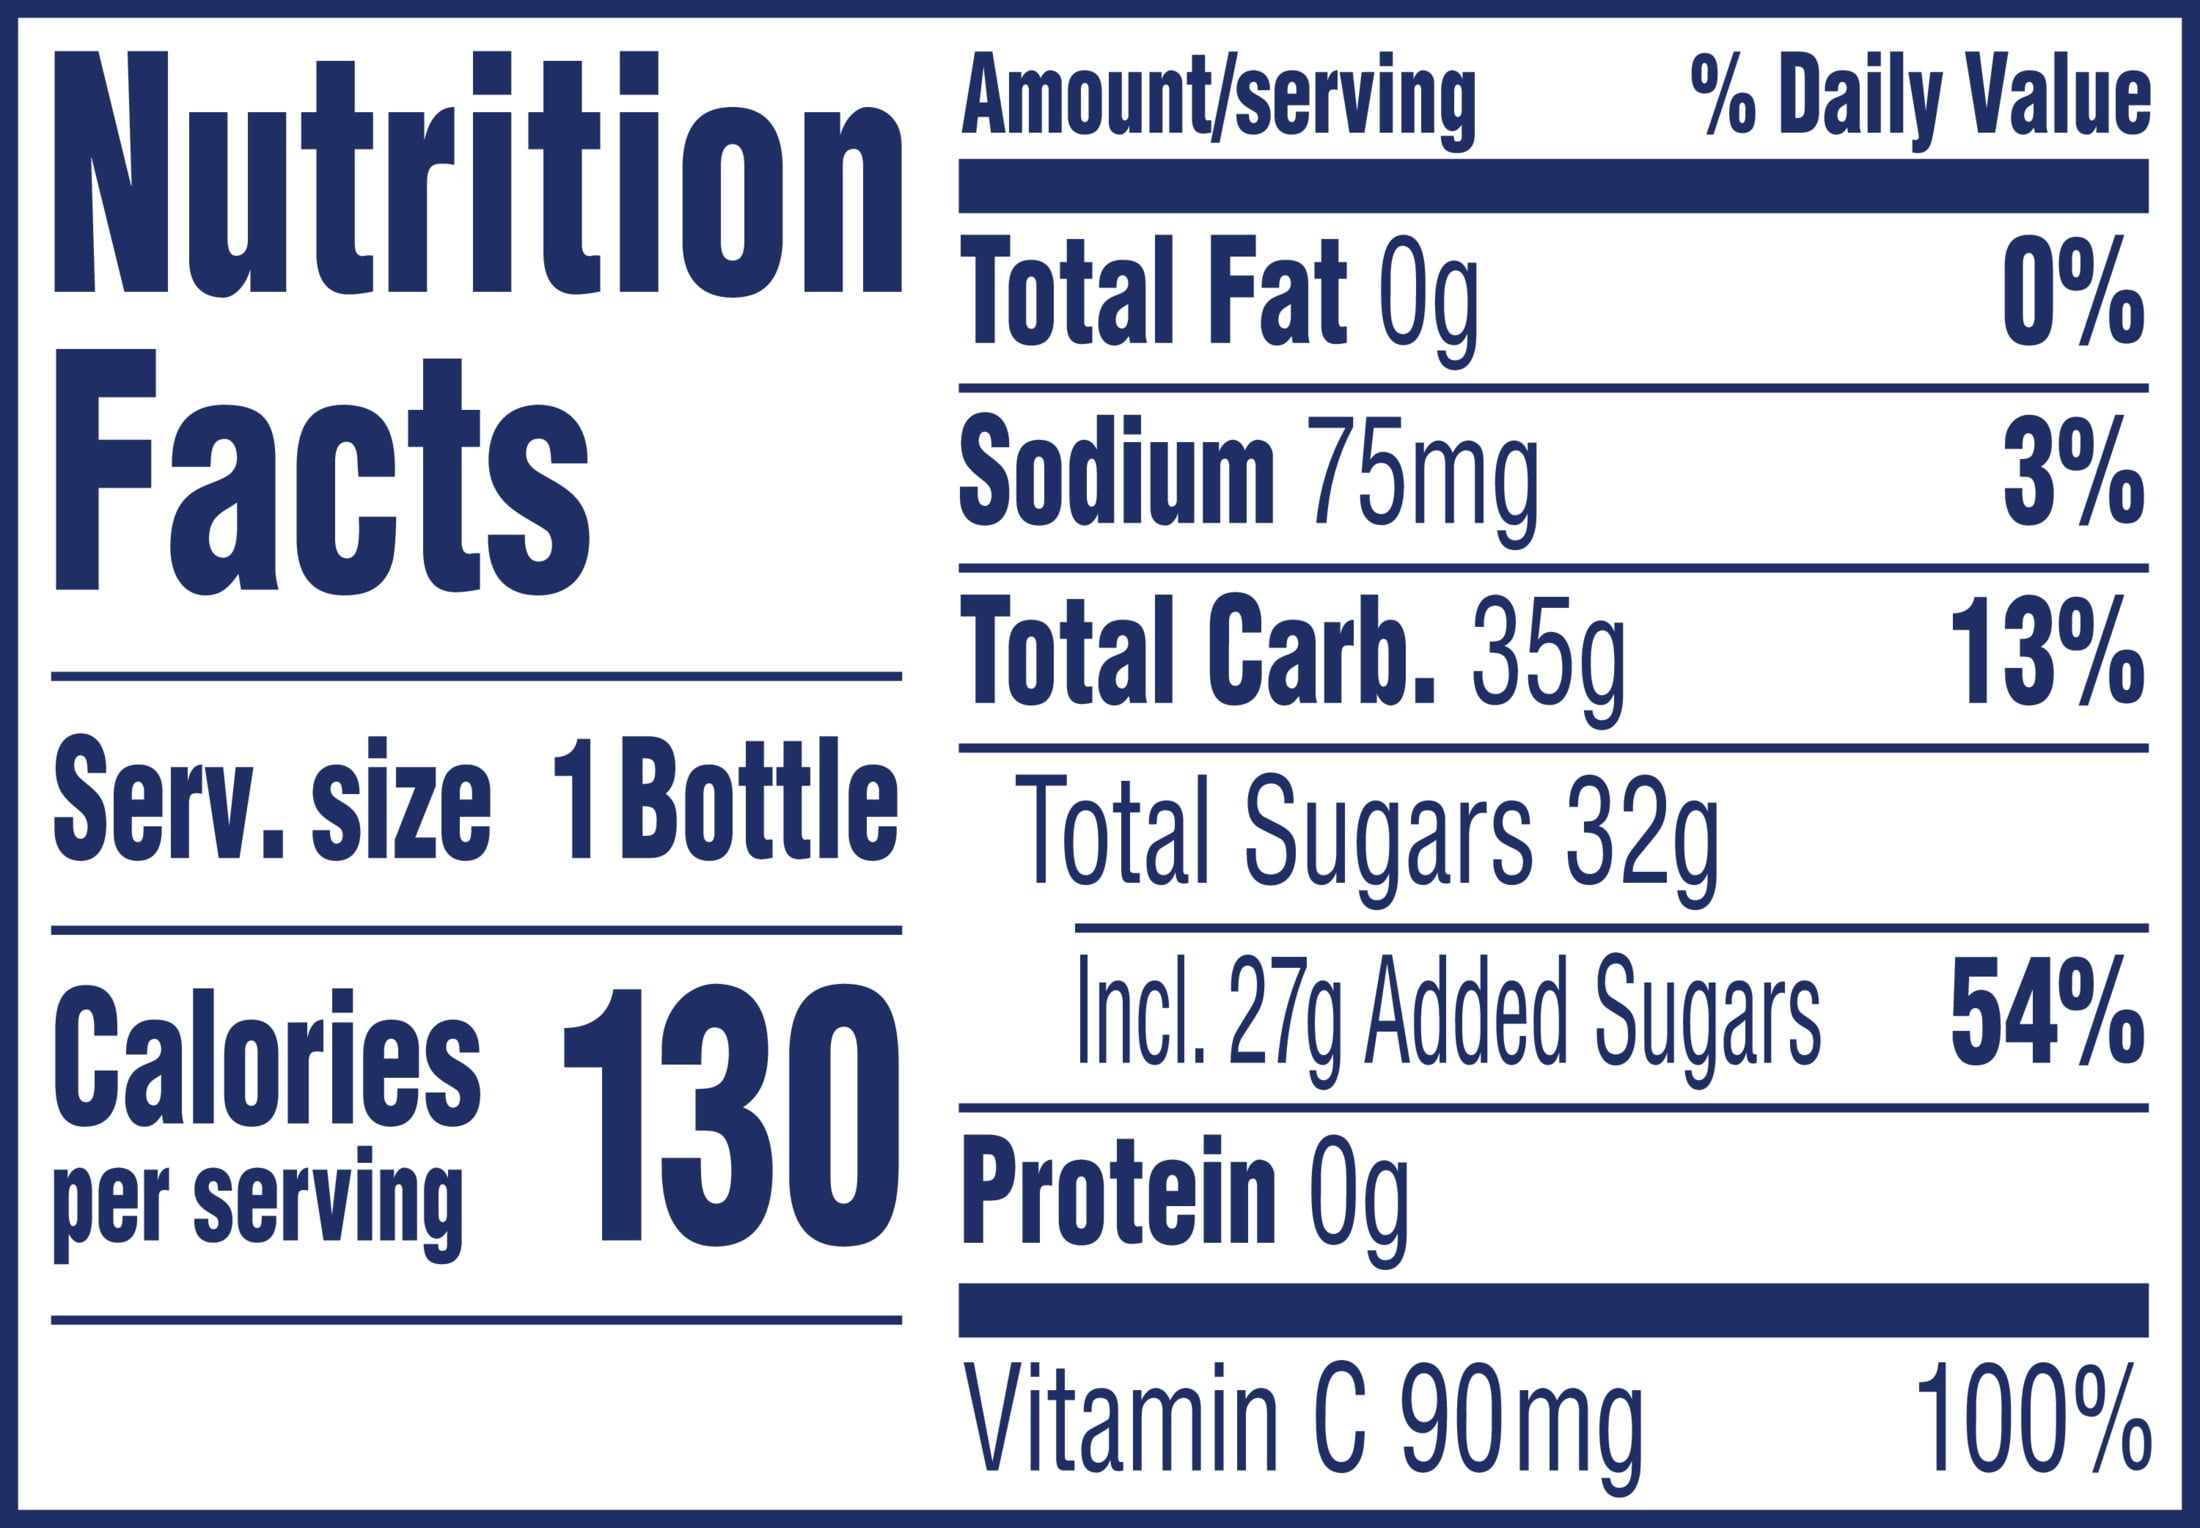 Nutrition
Facts
Serv. size 1 Bottle
Calories
per serving
130
Amount/serving % Daily Value
Total Fat 0g 0%
Sodium 75mg 3%
Total Carb. 35g 13%
Total Sugars 32g
Incl. 27g Added Sugars 54%
Protein 0g
Vitamin C 90mg 100%